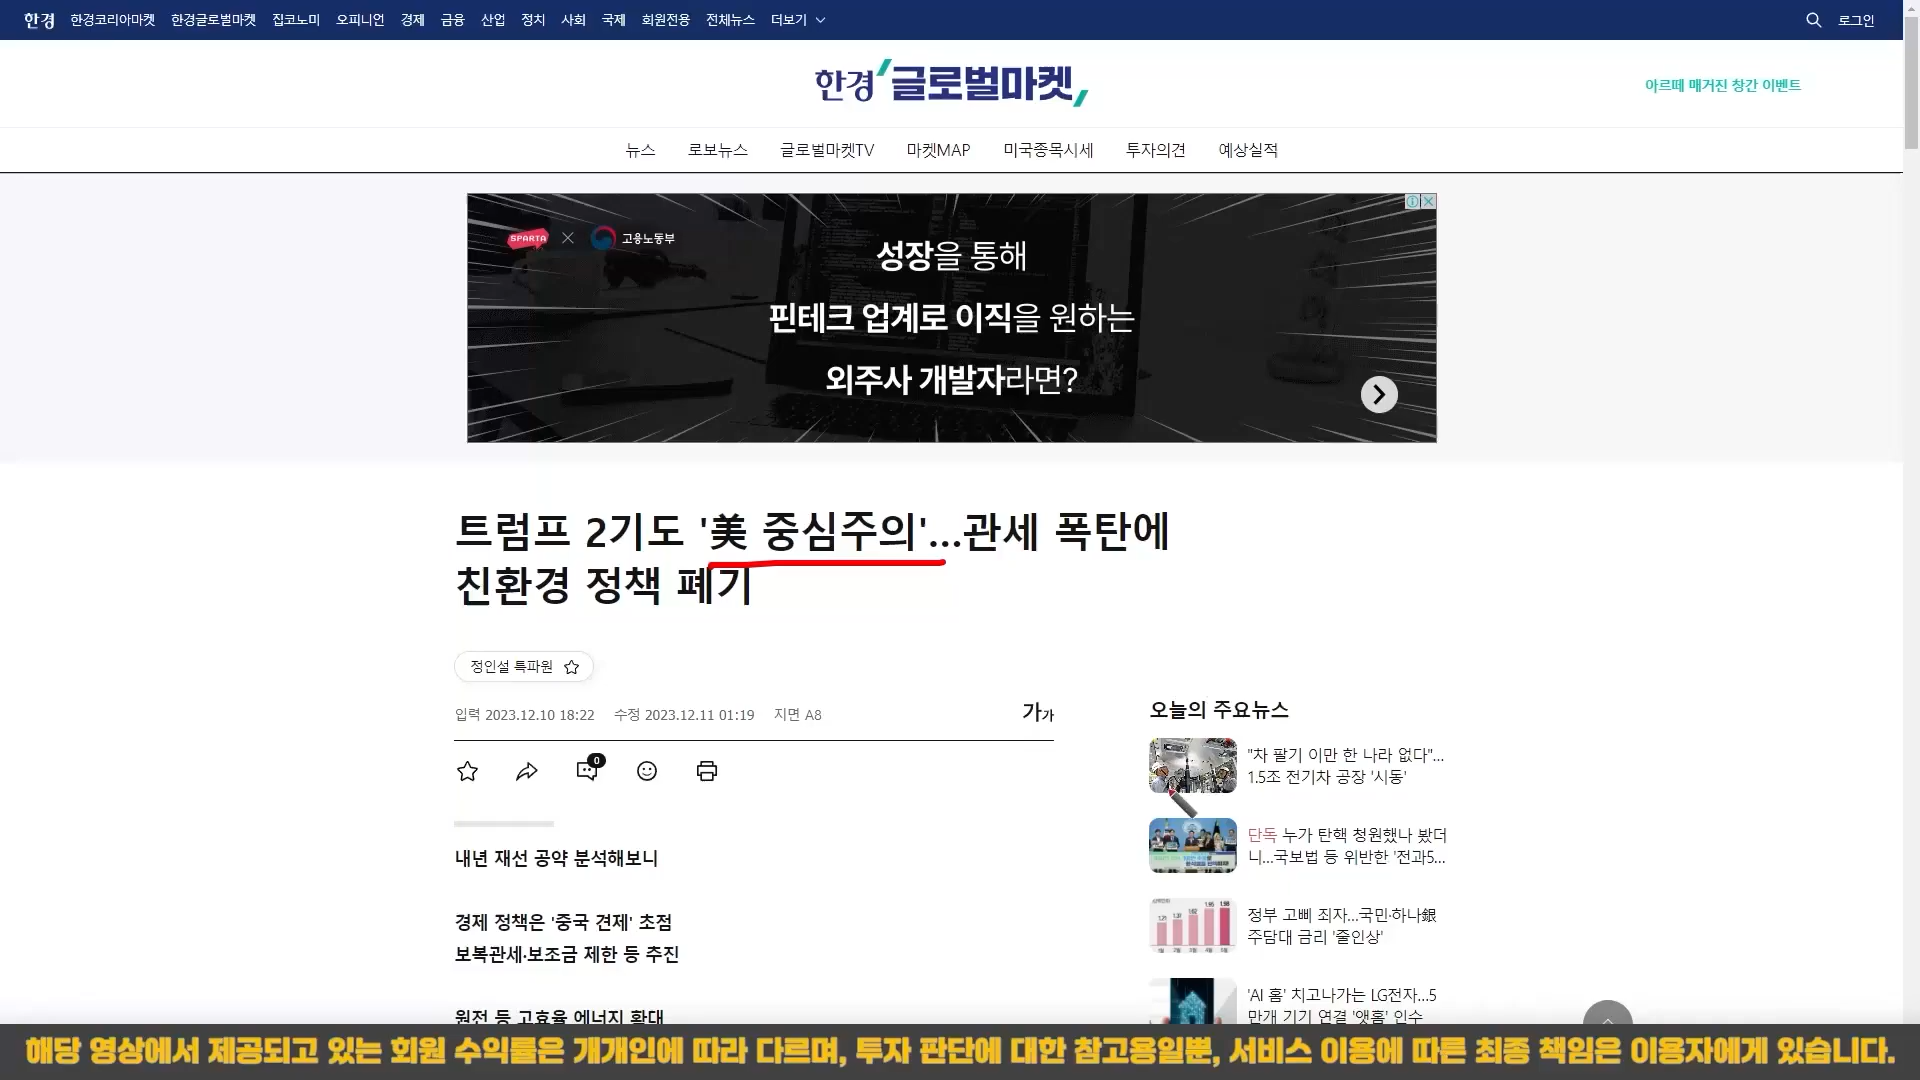 한경 한경코리아마켓 한경글로벌마켓 집코노미 오피니언 경제 금융 산업 정치 사회 국제 회원전용 전체뉴스 더보기 로그인
한경 글로벌마켓
아르떼 매거진 창간 이벤트
뉴스 로보뉴스 글로벌마켓TV 마켓MAP 미국종목시세 투자의견 예상실적
SPARTA × 고용노동부
성장을 통해
핀테크 업계로 이직을 원하는
외주사 개발자라면?
트럼프 2기도 '美 중심주의'…관세 폭탄에
친환경 정책 폐기
정인설 특파원
입력 2023.12.10 18:22 수정 2023.12.11 01:19 지면 A8
가가
0
내년 재선 공약 분석해보니
경제 정책은 '중국 견제' 초점
보복관세·보조금 제한 등 추진
원전 등 고효율 에너지 확대
오늘의 주요뉴스
"차 팔기 이만 한 나라 없다"…
1.5조 전기차 공장 '시동'
단독 누가 탄핵 청원했나 봤더
니…국보법 등 위반한 '전과5…
정부 고삐 죄자…국민·하나銀
주담대 금리 '줄인상'
'AI 홈' 치고나가는 LG전자…5
만개 기기 연결 '앳홈' 인수
해당 영상에서 제공되고 있는 회원 수익률은 개개인에 따라 다르며, 투자 판단에 대한 참고용일뿐, 서비스 이용에 따른 최종 책임은 이용자에게 있습니다.